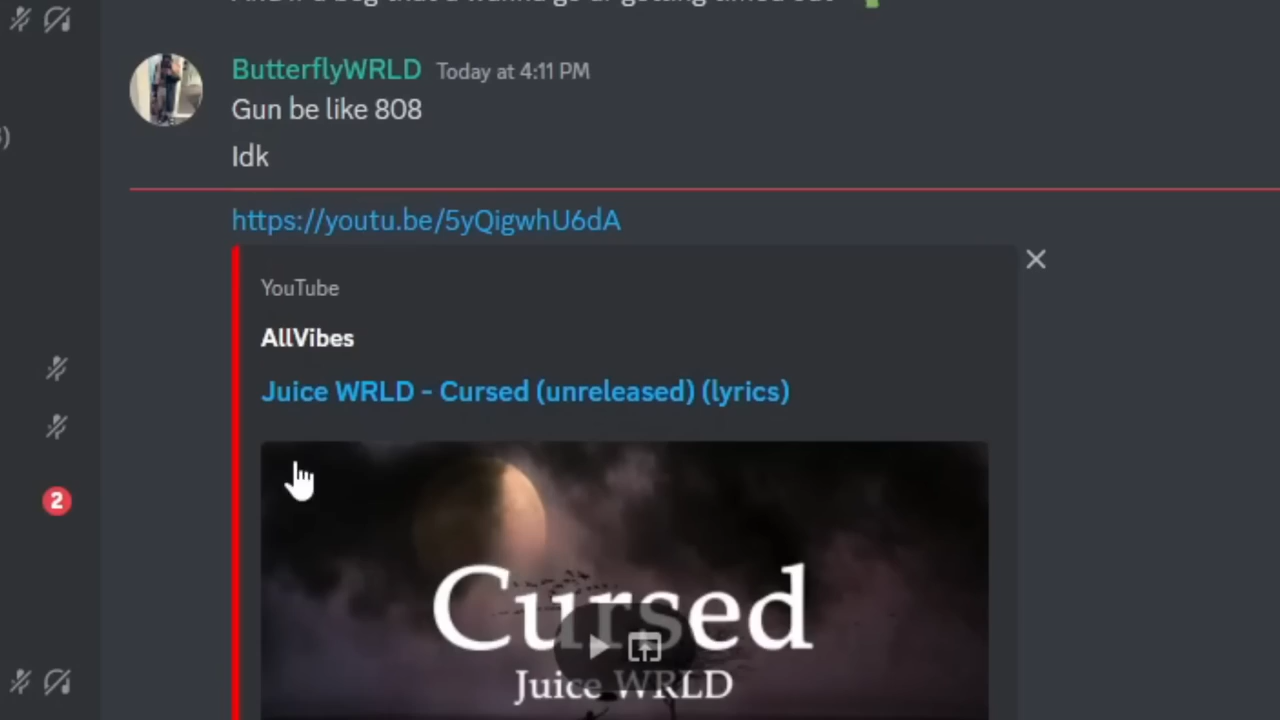 ButterflyWRLD Today at 4:11 PM
Gun be like 808
Idk
https://youtu.be/5yQigwhU6dA
YouTube
AllVibes
Juice WRLD - Cursed (unreleased) (lyrics)
2
Cursed
Juice WRLD